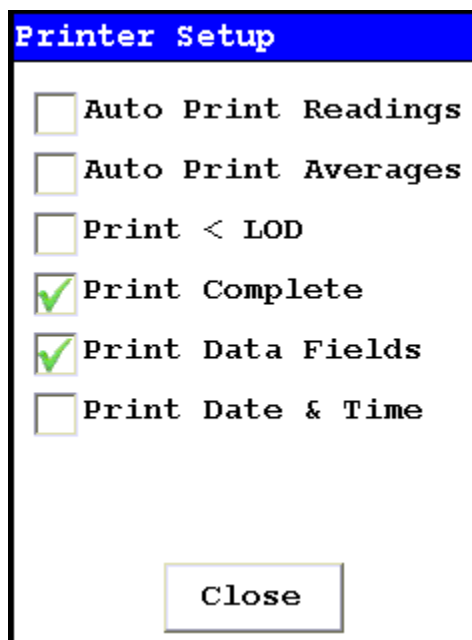 Printer Setup
Auto Print Readings
Auto Print Averages
Print < LOD
Print Complete
Print Data Fields
Print Date & Time
Close